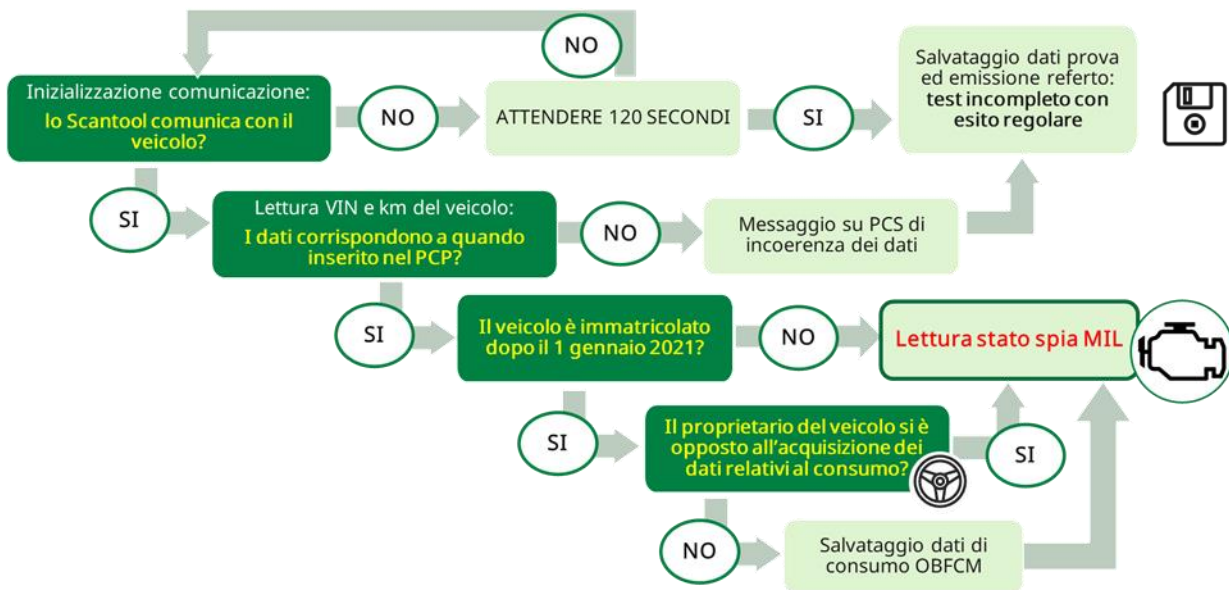 NO
Inizializzazione comunicazione:
lo Scantool comunica con il
veicolo?
NO
ATTENDERE 120 SECONDI
SI
Salvataggio dati prova
ed emissione referto:
test incompleto con
esito regolare
SI
Lettura VIN e km del veicolo:
I dati corrispondono a quando
inserito nel PCP?
NO
Messaggio su PCS di
incoerenza dei dati
SI
Il veicolo è immatricolato
dopo il 1 gennaio 2021?
NO
Lettura stato spia MIL
SI
Il proprietario del veicolo si è
opposto all'acquisizione dei
dati relativi al consumo?
SI
NO
Salvataggio dati di
consumo OBFCM